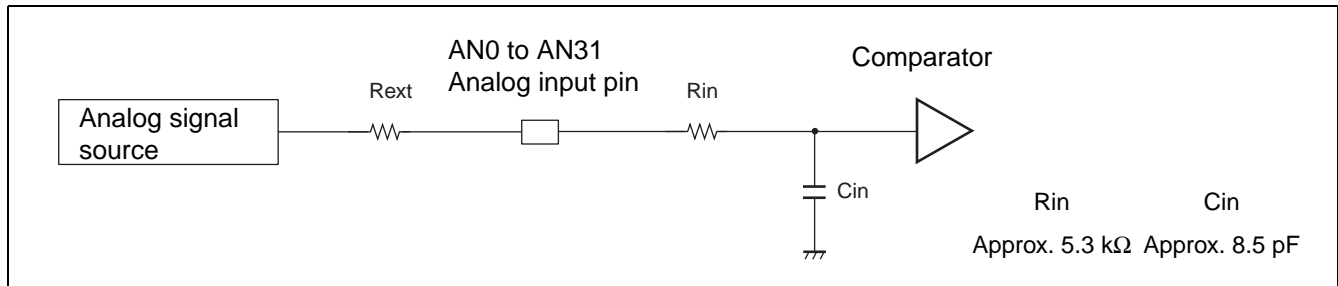 AN0 to AN31
Analog input pin
Comparator
Rext
Rin
Analog signal
source
Cin
Rin Cin
Approx. 5.3 kΩ Approx. 8.5 pF